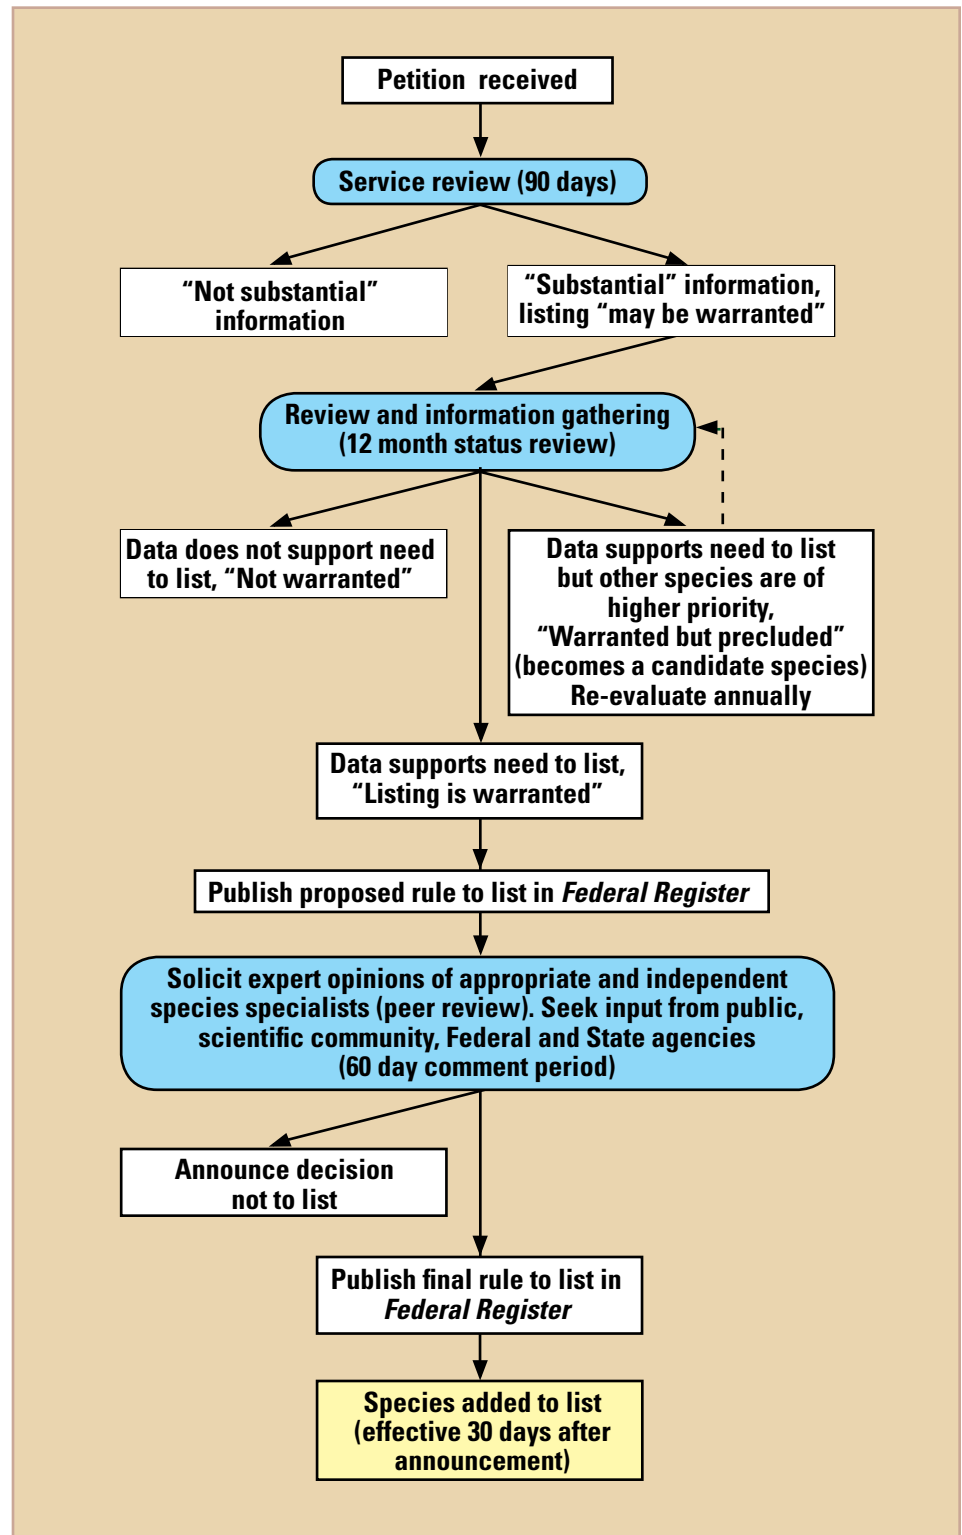 Petition received
Service review (90 days)
“Not substantial”
information
“Substantial” information,
listing “may be warranted”
Review and information gathering
(12 month status review)
Data does not support need
to list, “Not warranted”
Data supports need to list
but other species are of
higher priority,
“Warranted but precluded”
(becomes a candidate species)
Re-evaluate annually
Data supports need to list,
“Listing is warranted”
Publish proposed rule to list in Federal Register
Solicit expert opinions of appropriate and independent
species specialists (peer review). Seek input from public,
scientific community, Federal and State agencies
(60 day comment period)
Announce decision
not to list
Publish final rule to list in
Federal Register
Species added to list
(effective 30 days after
announcement)